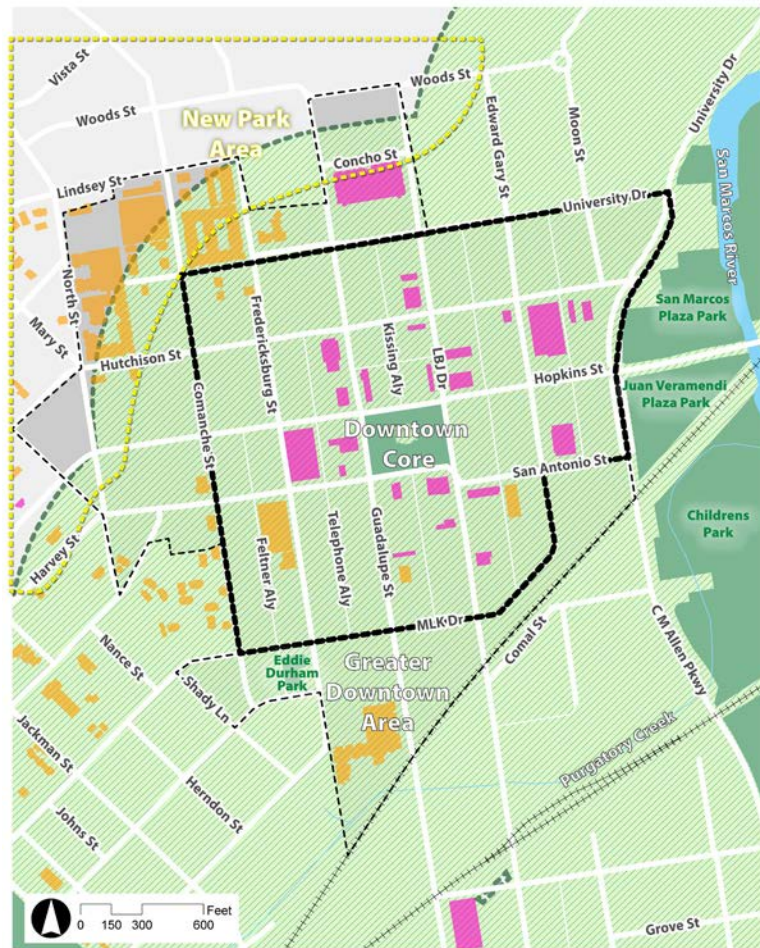 Vista St
Woods St
Woods St
New Park
Area
Concho St
Edward Gary St
Moon St
University Dr
San Marcos River
Lindsey St
University Dr
North St
Mary St
Hutchison St
Comanche St
Fredericksburg St
Kissing Aly
LBJ Dr
San Marcos
Plaza Park
Hopkins St
Juan Veramendi
Plaza Park
Downtown
Core
San Antonio St
Harvey St
Feltner Aly
Telephone Aly
Guadalupe St
Childrens
Park
MLK Dr
Comal St
C M Allen Pkwy
Nance St
Shady Ln
Eddie
Durham
Park
Greater
Downtown
Area
Jackman St
Purgatory Creek
Herndon St
Johns St
Feet
0 150 300 600
Grove St